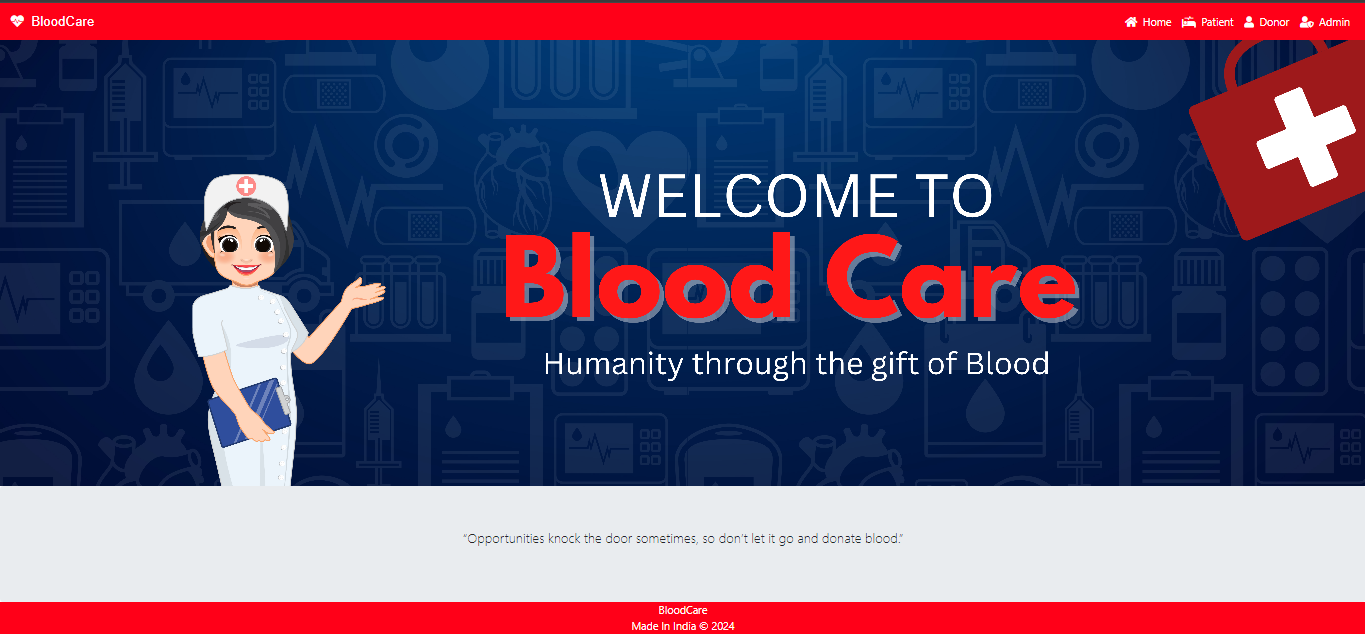 BloodCare
Home Patient Donor Admin
WELCOME TO
Blood Care
Humanity through the gift of Blood
“Opportunities knock the door sometimes, so don’t let it go and donate blood.”
BloodCare
Made In India © 2024